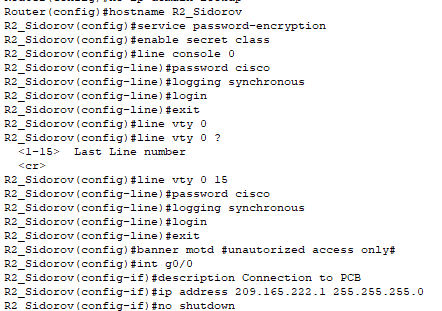 Router(config)#hostname R2_Sidorov
R2_Sidorov(config)#service password-encryption
R2_Sidorov(config)#enable secret class
R2_Sidorov(config)#line console 0
R2_Sidorov(config-line)#password cisco
R2_Sidorov(config-line)#logging synchronous
R2_Sidorov(config-line)#login
R2_Sidorov(config-line)#exit
R2_Sidorov(config)#line vty 0
R2_Sidorov(config)#line vty 0 ?
<1-15> Last Line number
<cr>
R2_Sidorov(config)#line vty 0 15
R2_Sidorov(config-line)#password cisco
R2_Sidorov(config-line)#logging synchronous
R2_Sidorov(config-line)#login
R2_Sidorov(config-line)#exit
R2_Sidorov(config)#banner motd #unautorized access only#
R2_Sidorov(config)#int g0/0
R2_Sidorov(config-if)#description Connection to PCB
R2_Sidorov(config-if)#ip address 209.165.222.1 255.255.255.0
R2_Sidorov(config-if)#no shutdown